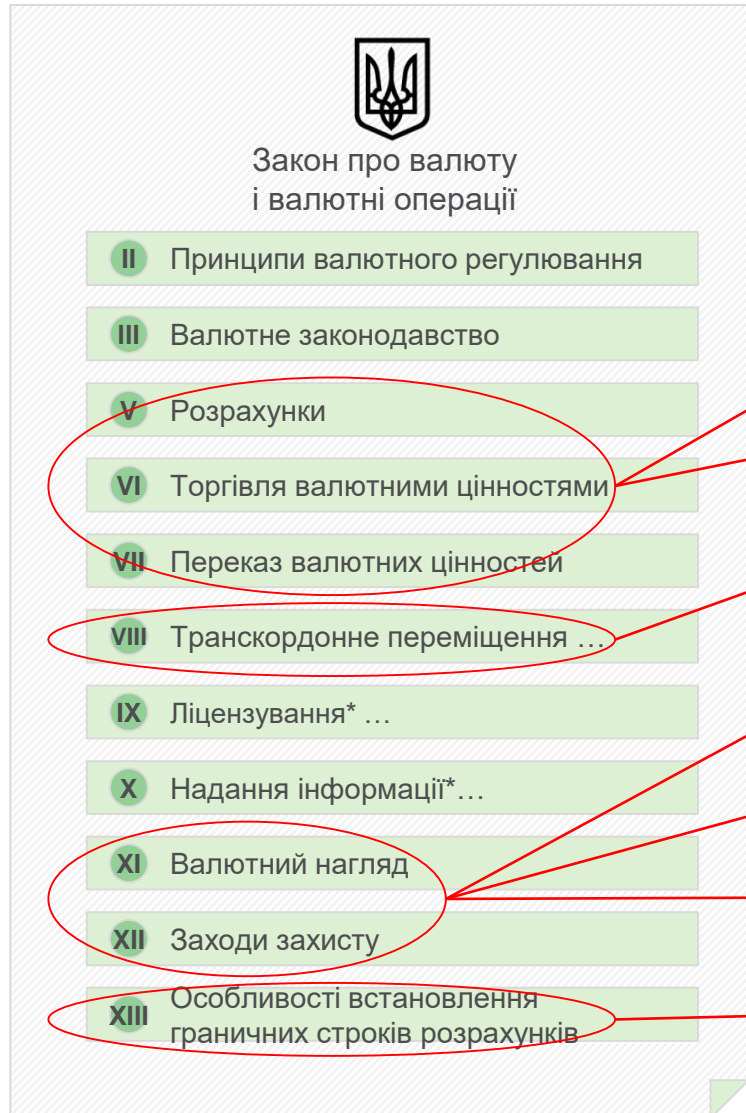 Закон про валюту
і валютні операції
II Принципи валютного регулювання
III Валютне законодавство
V Розрахунки
VI Торгівля валютними цінностями
VII Переказ валютних цінностей
VIII Транскордонне переміщення …
IX Ліцензування* …
X Надання інформації*…
XI Валютний нагляд
XII Заходи захисту
XIII Особливості встановлення
граничних строків розрахунків